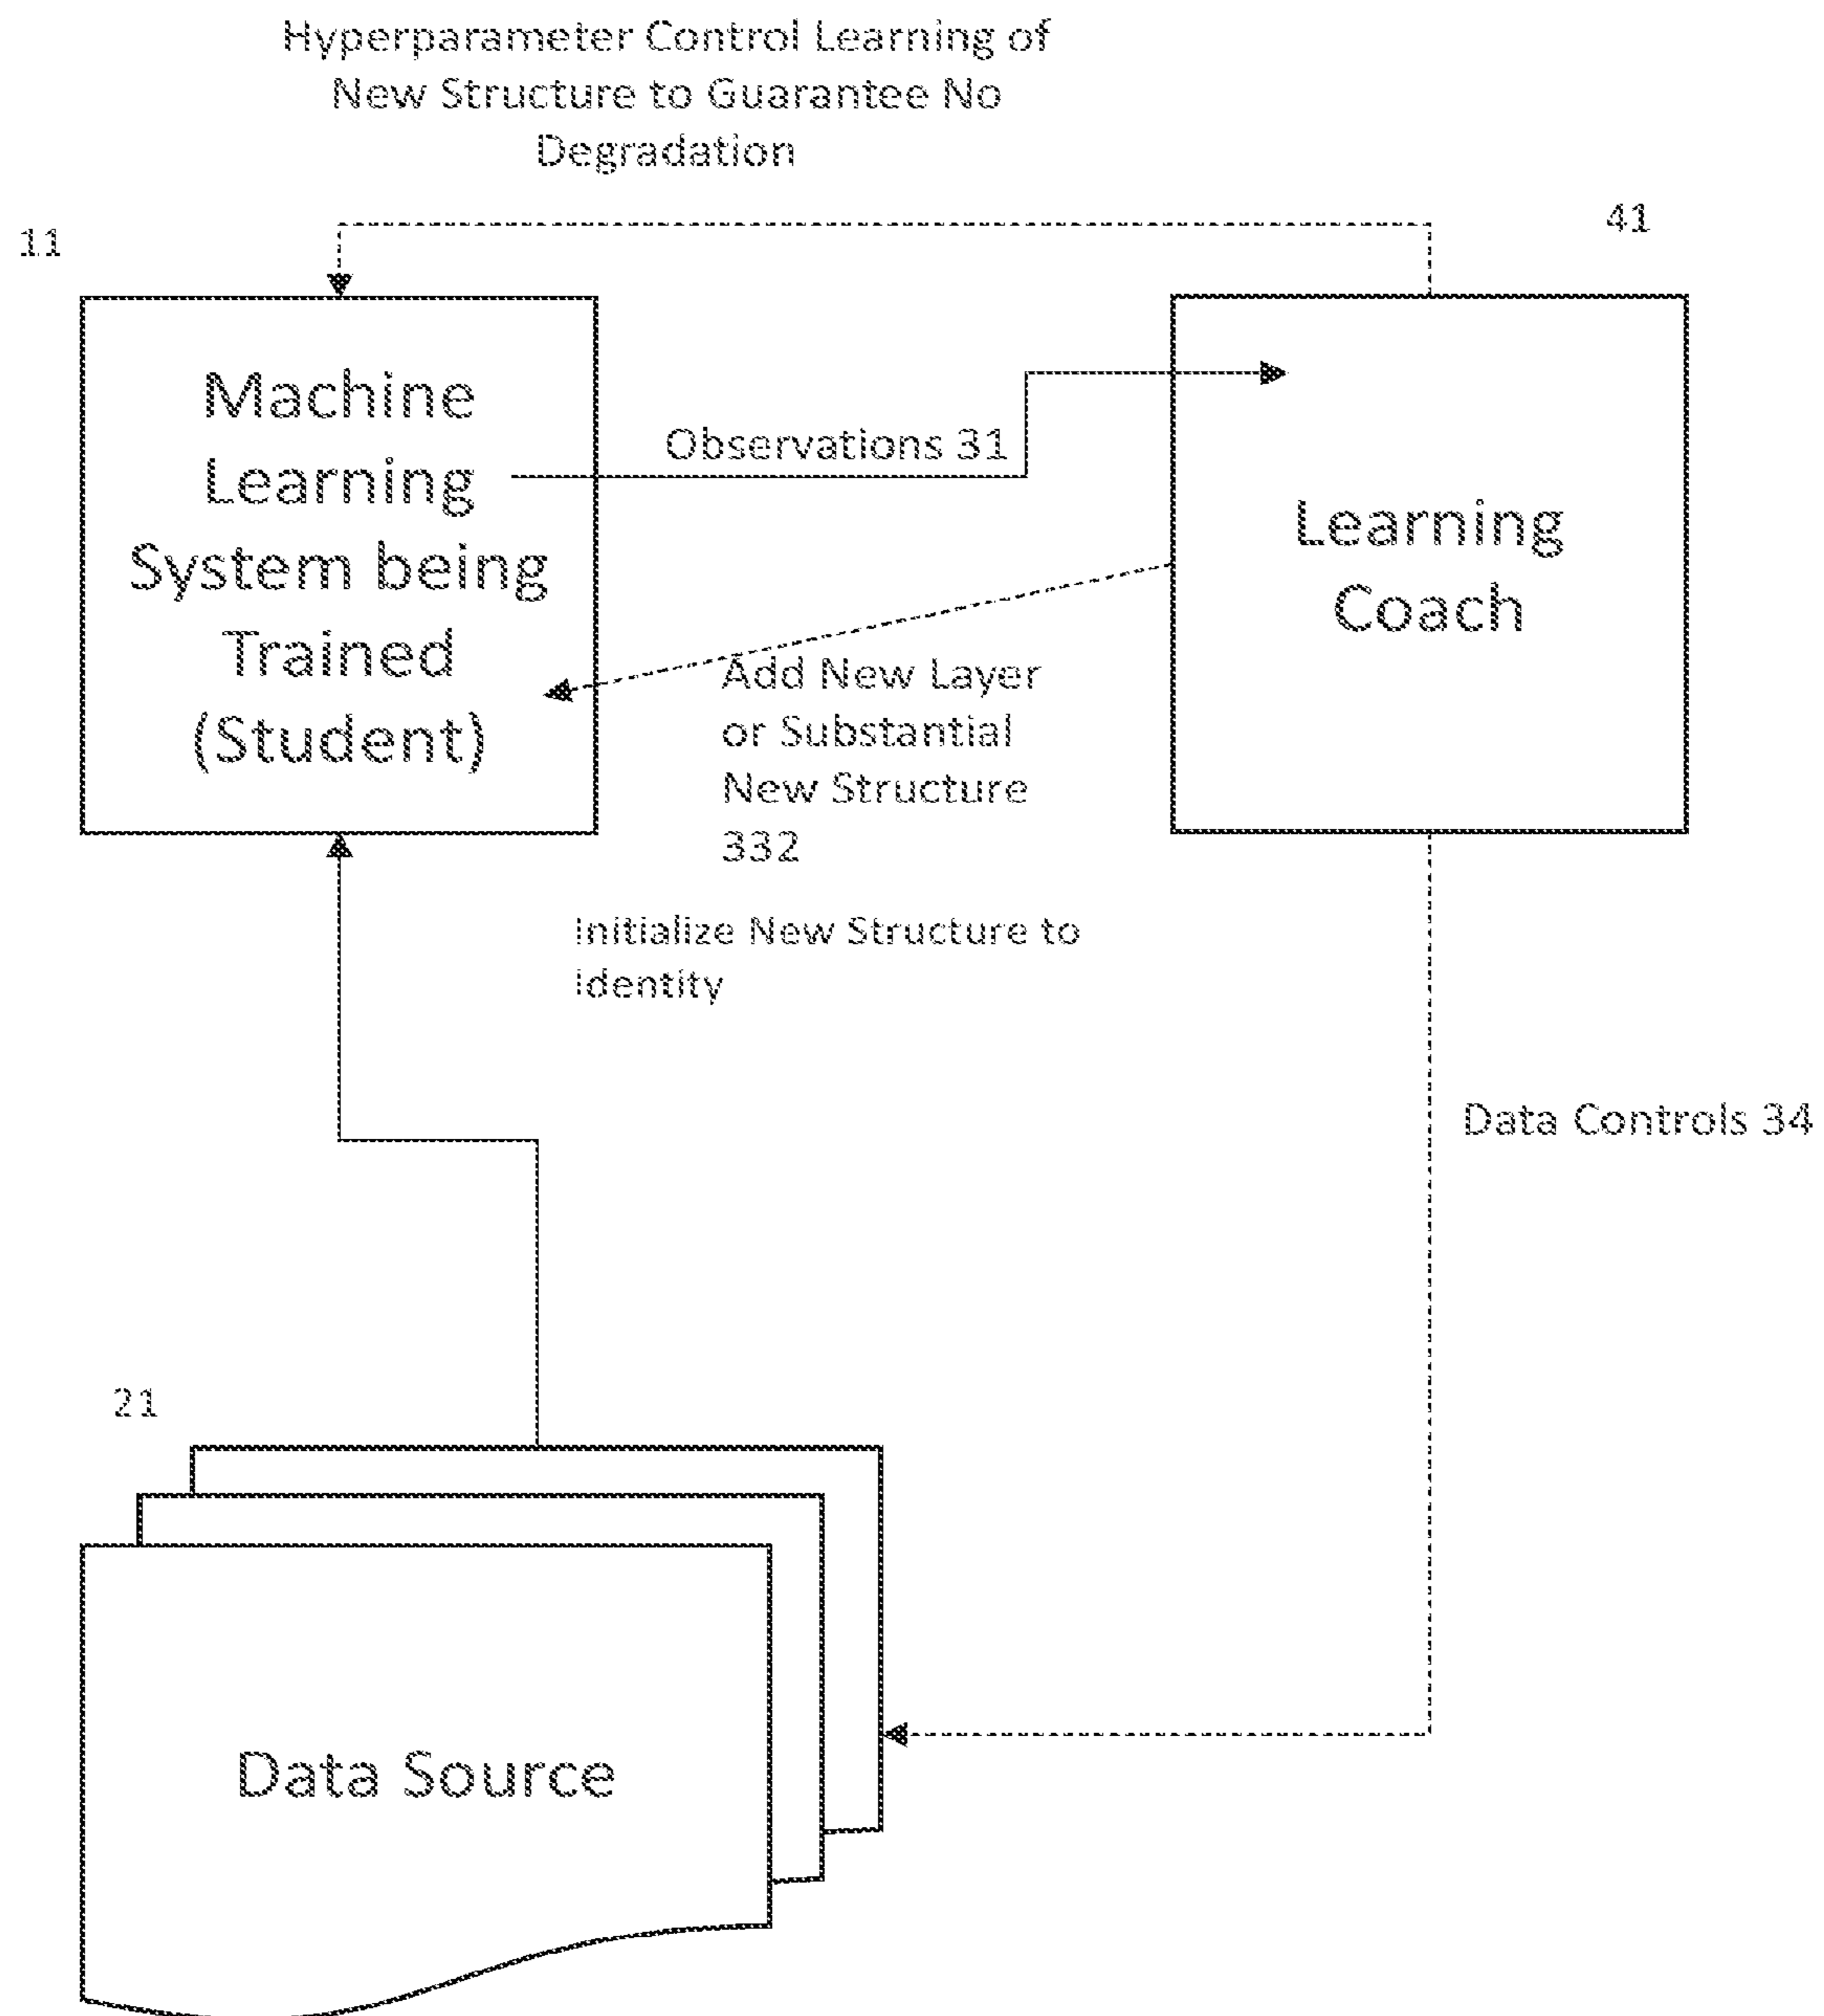 Hyperparameter Control Learning of
New Structure to Guarantee No
Degradation
11
41
Machine
Learning
System being
Trained
(Student)
Observations 31
Learning
Coach
Add New Layer
or Substantial
New Structure
332
Initialize New Structure to
Identity
Data Controls 34
21
Data Source